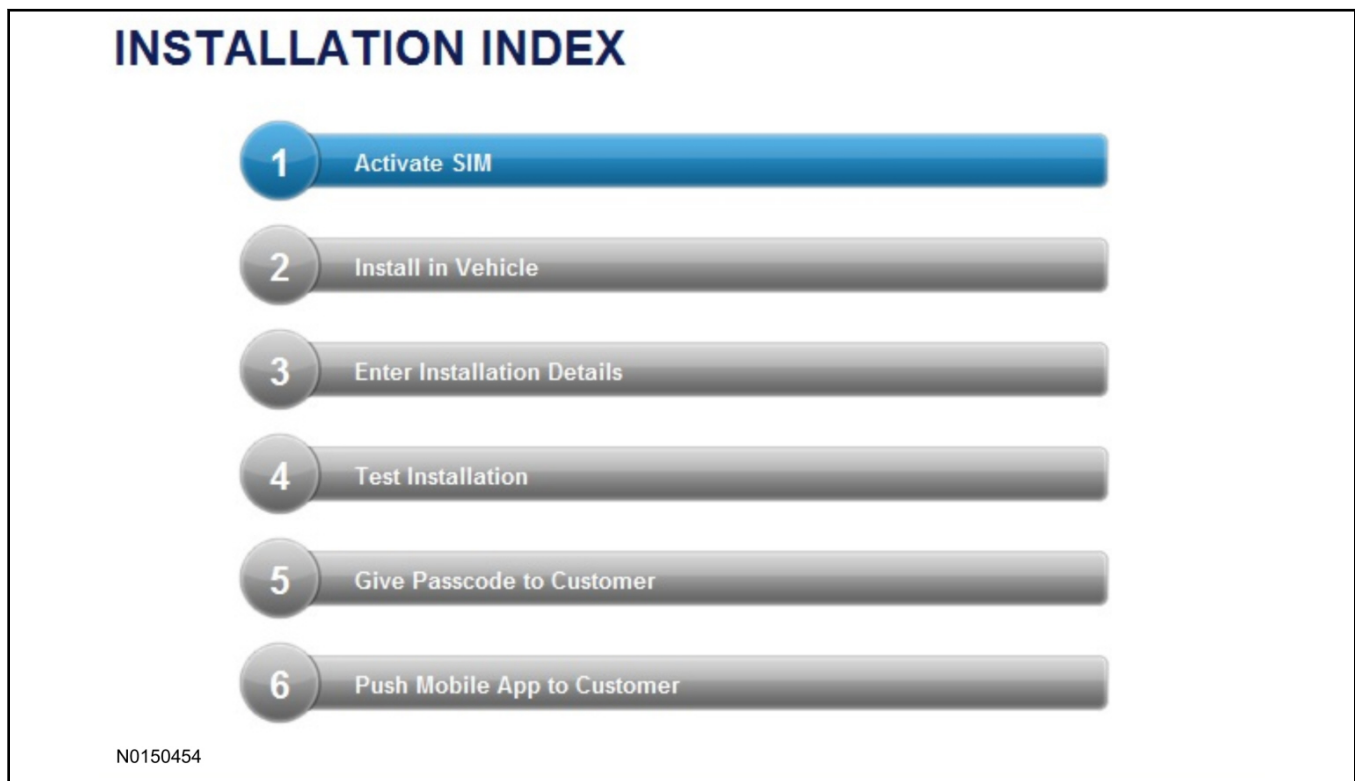 INSTALLATION INDEX
1 Activate SIM
2 Install in Vehicle
3 Enter Installation Details
4 Test Installation
5 Give Passcode to Customer
6 Push Mobile App to Customer
N0150454